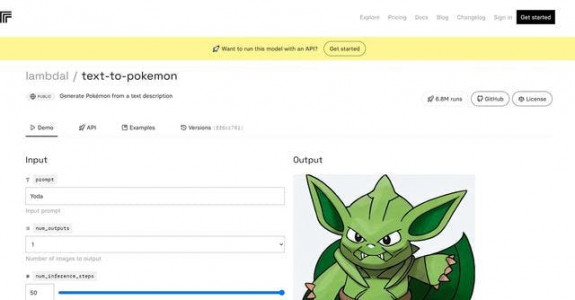 Explore Pricing Docs Blog Changelog Sign in Get started
Want to run this model with an API? Get started
lambdal / text-to-pokemon
PUBLIC Generate Pokémon from a text description
6.8M runs GitHub License
Demo API Examples Versions
Input
Output
prompt
Yoda
Input prompt
num_outputs
1
Number of images to output
num_inference_steps
50